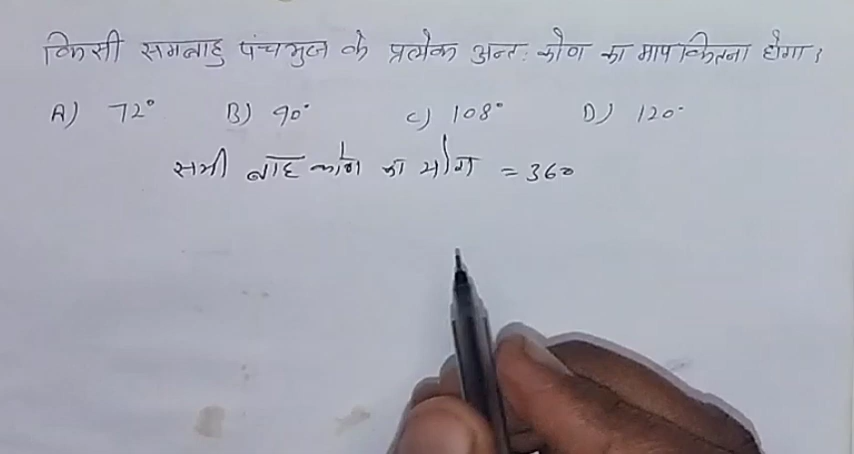 किसी समबाहु पंचभुज के प्रत्येक अन्त: कोण का माप कितना होगा ?
A) 72° B) 90° C) 108° D) 120°
सभी बाह कोण का योग = 360